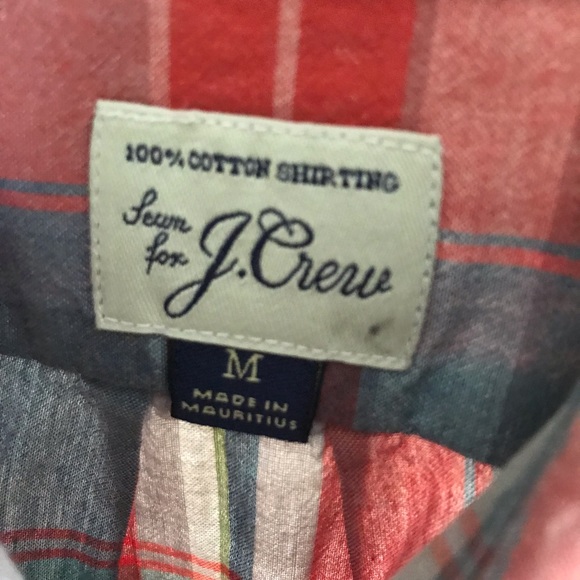 100% COTTON SHIRTING
Sewn
for J.Crew
M
MADE IN
MAURITIUS